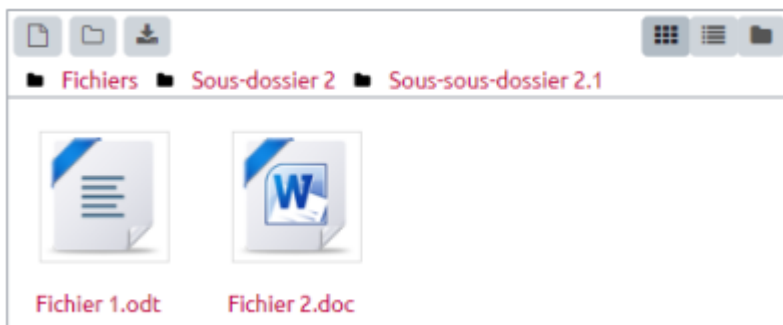 Fichiers Sous-dossier 2 Sous-sous-dossier 2.1
W
Fichier 1.odt Fichier 2.doc